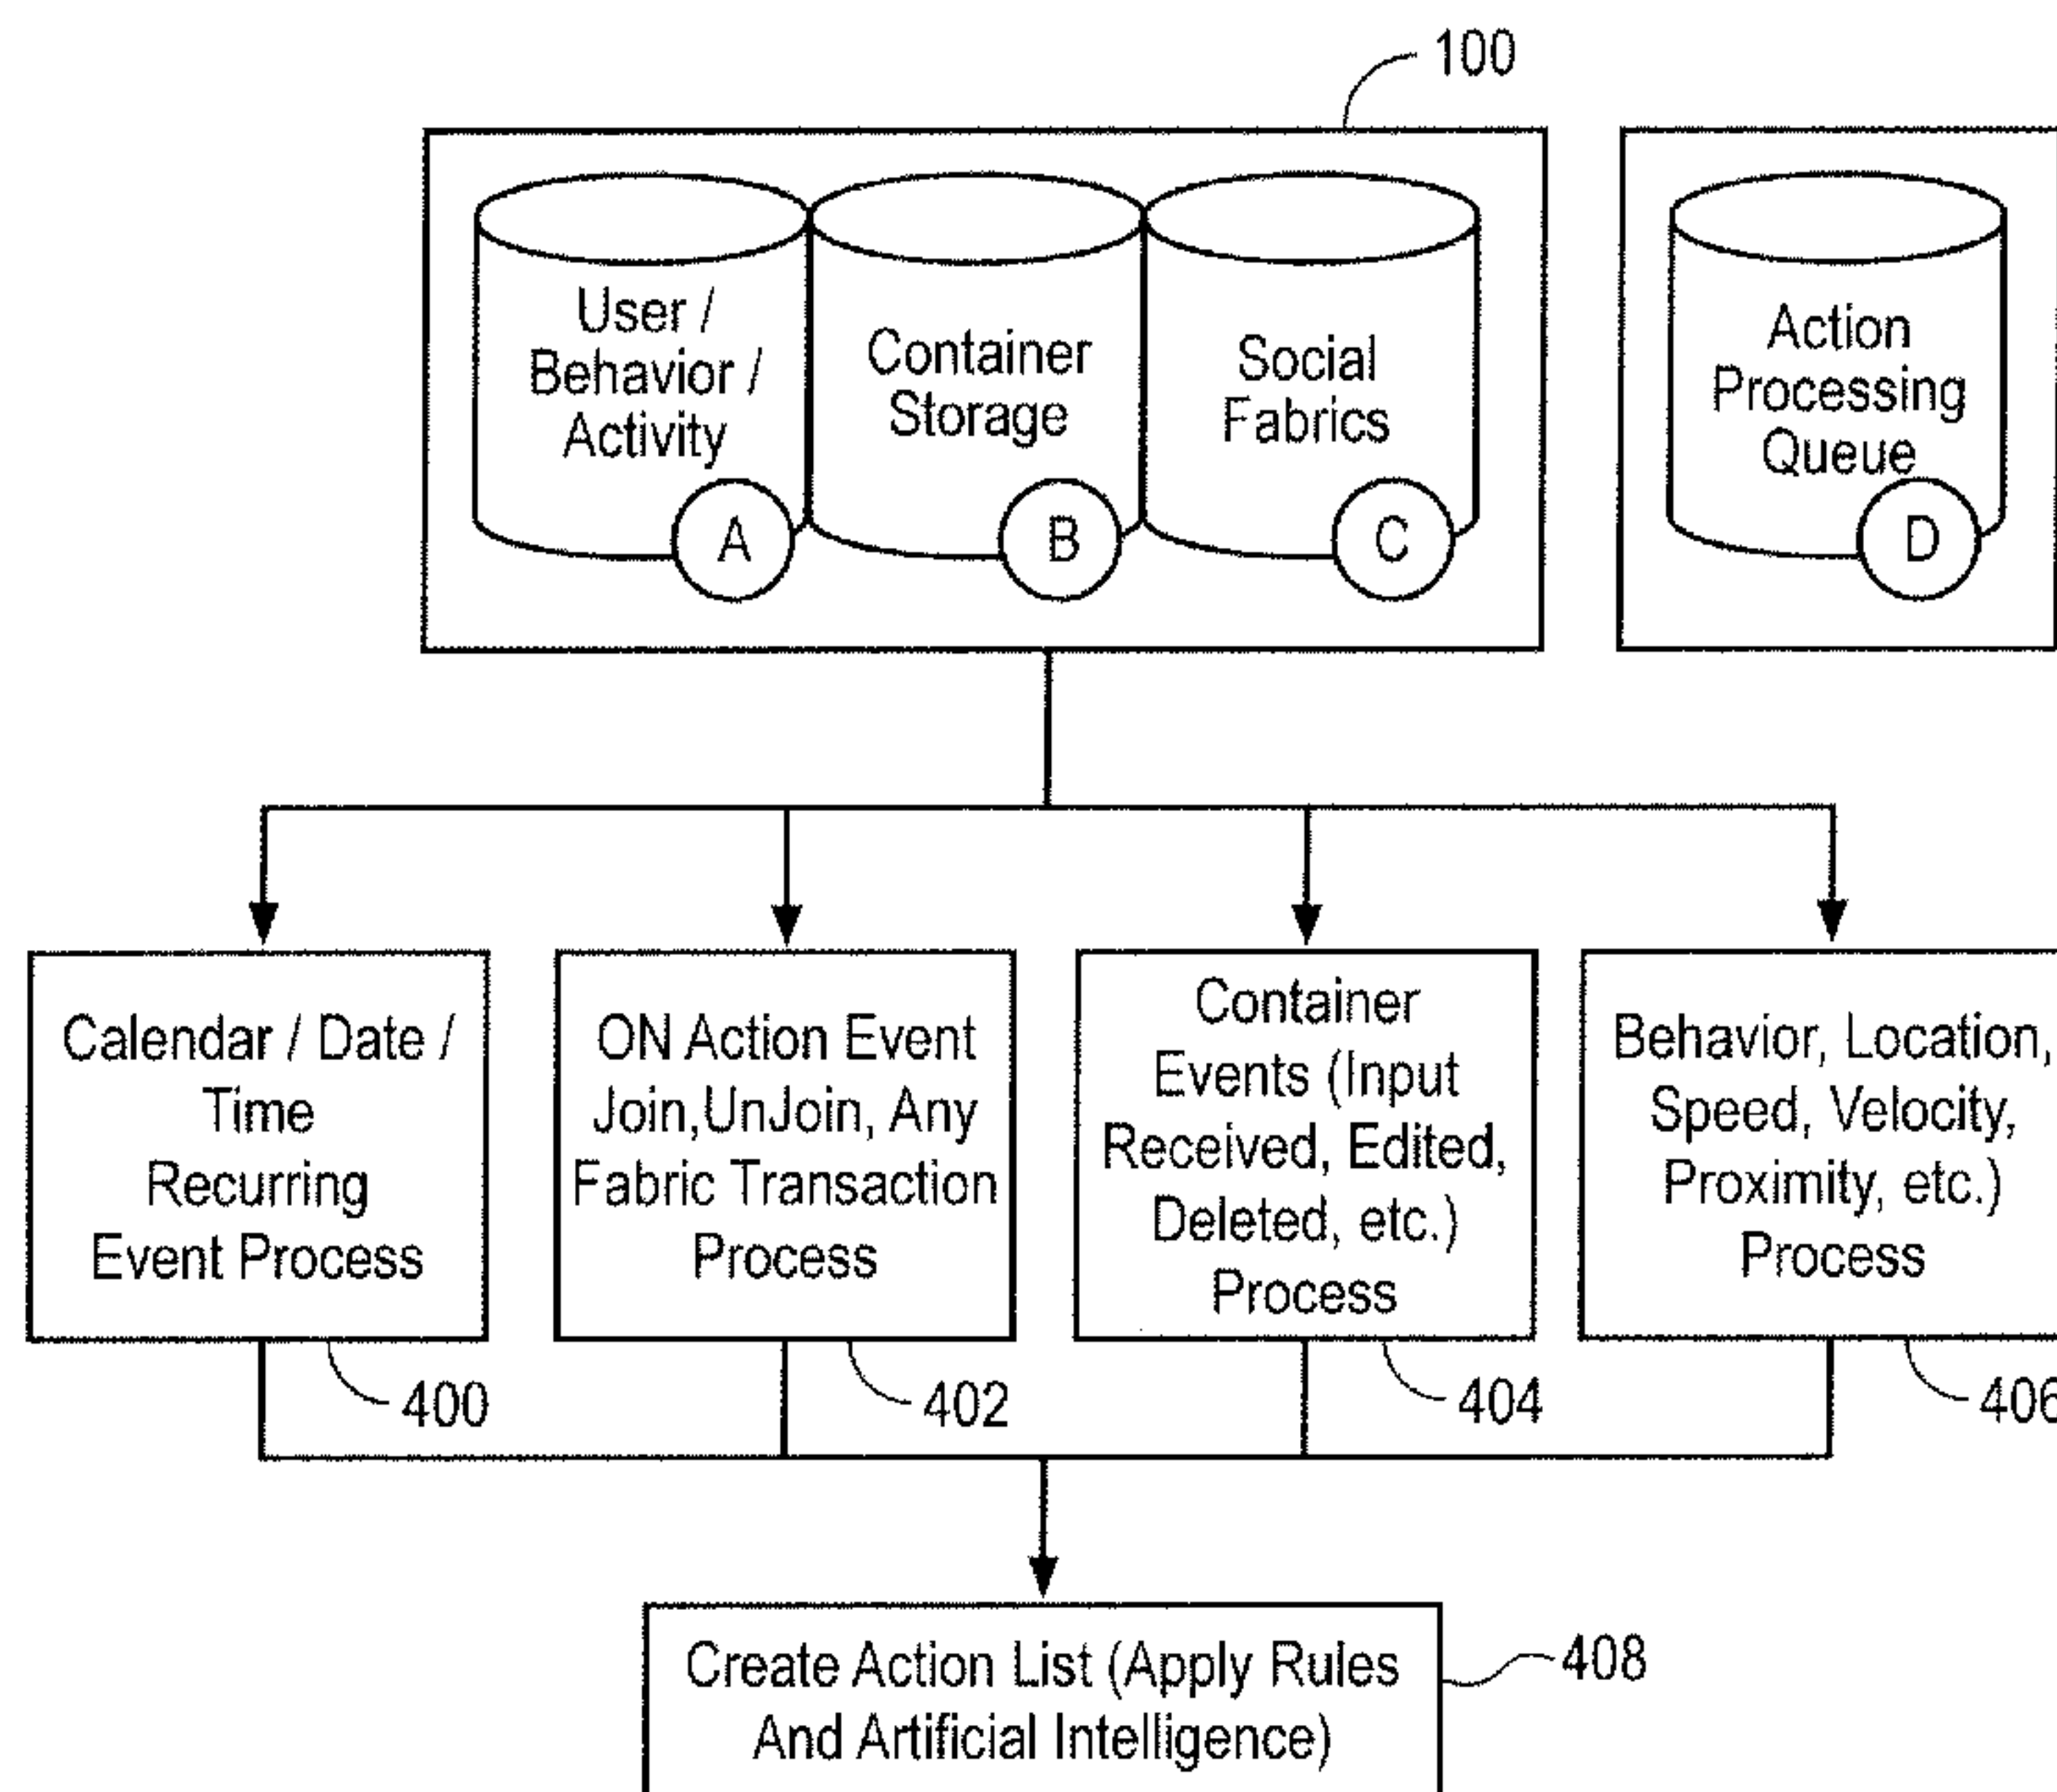 100
User /
Behavior /
Activity
A
Container
Storage
B
Social
Fabrics
C
Action
Processing
Queue
D
Calendar / Date /
Time
Recurring
Event Process
400
ON Action Event
Join,UnJoin, Any
Fabric Transaction
Process
402
Container
Events (Input
Received, Edited,
Deleted, etc.)
Process
404
Behavior, Location,
Speed, Velocity,
Proximity, etc.)
Process
406
Create Action List (Apply Rules
And Artificial Intelligence)
408